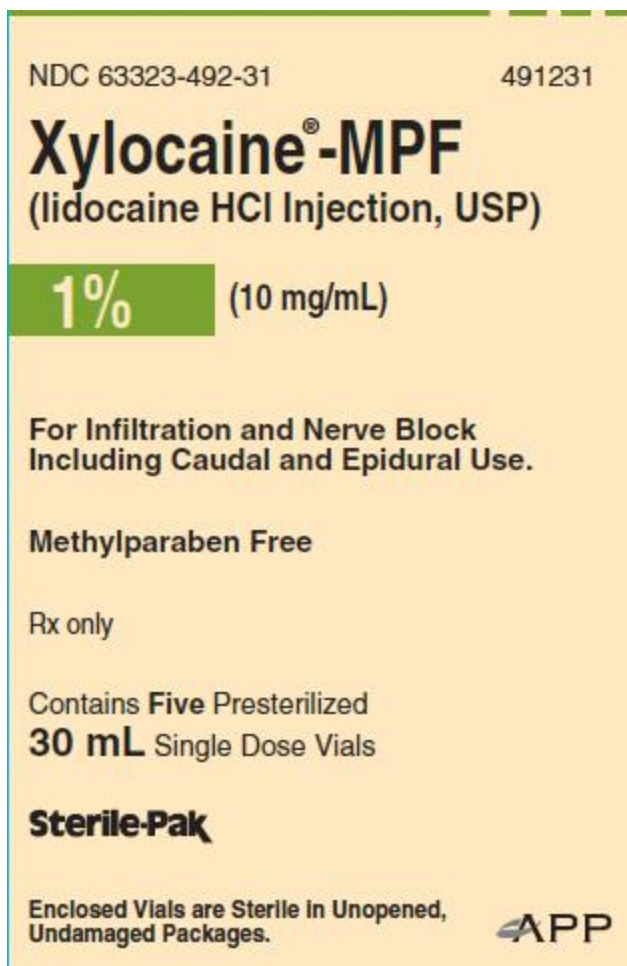 NDC 63323-492-31 491231
Xylocaine®-MPF
(lidocaine HCl Injection, USP)
1% (10 mg/mL)
For Infiltration and Nerve Block
Including Caudal and Epidural Use.
Methylparaben Free
Rx only
Contains Five Presterilized
30 mL Single Dose Vials
Sterile-Pak
Enclosed Vials are Sterile in Unopened,
Undamaged Packages.
APP